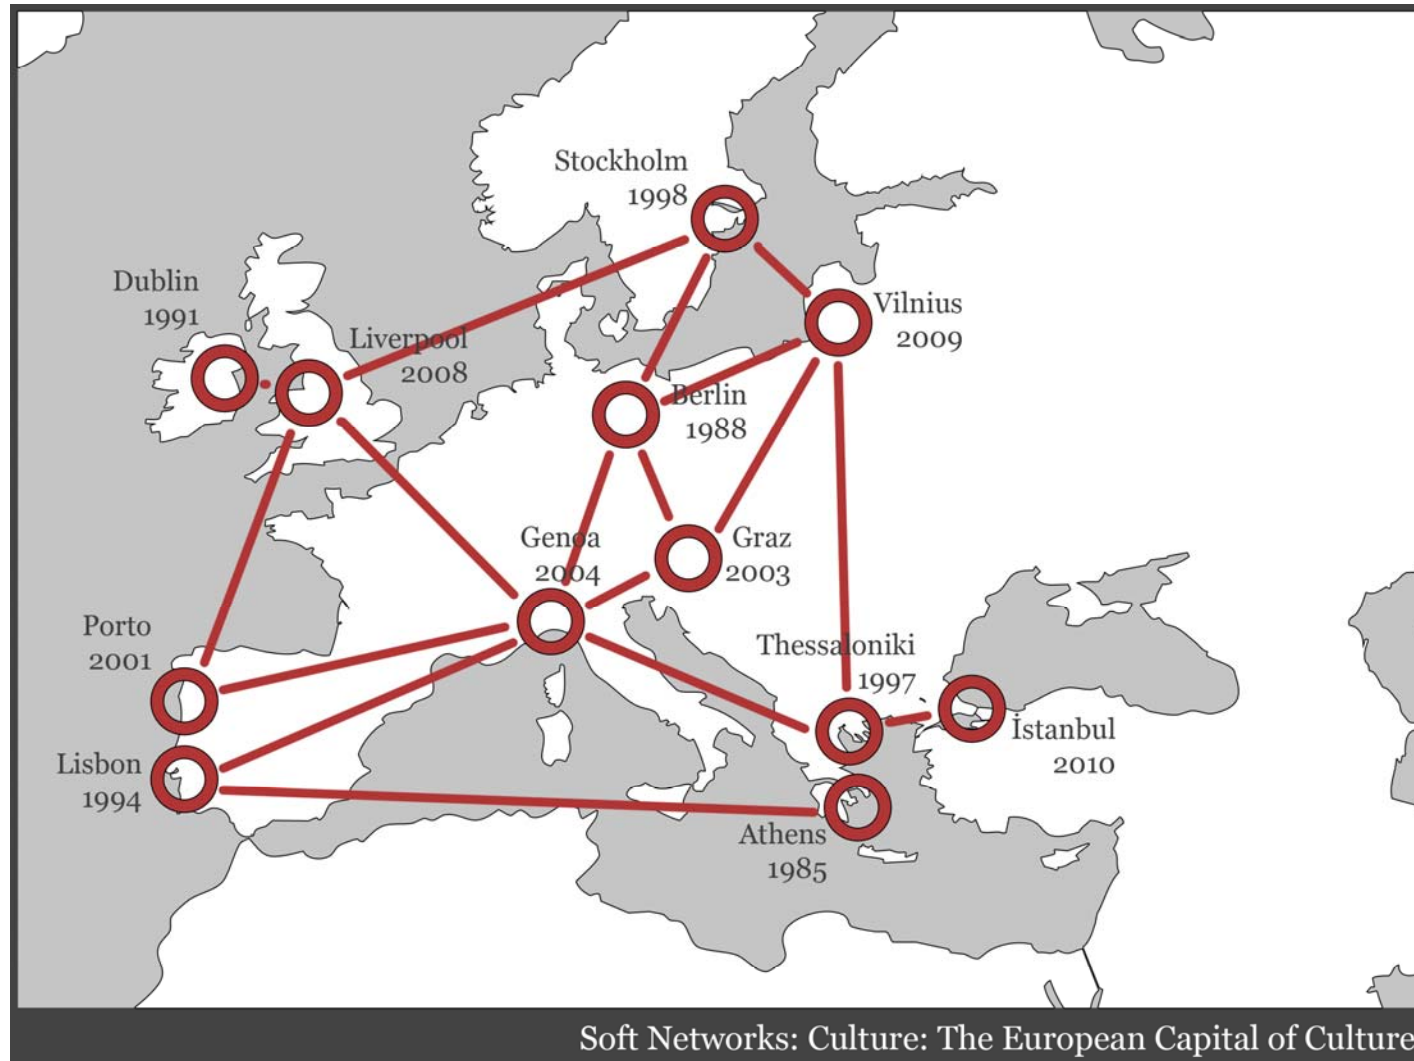 Stockholm
1998
Dublin
1991
Vilnius
2009
Liverpool
2008
Berlin
1988
Genoa
2004
Graz
2003
Porto
2001
Thessaloniki
1997
İstanbul
2010
Lisbon
1994
Athens
1985
Soft Networks: Culture: The European Capital of Culture